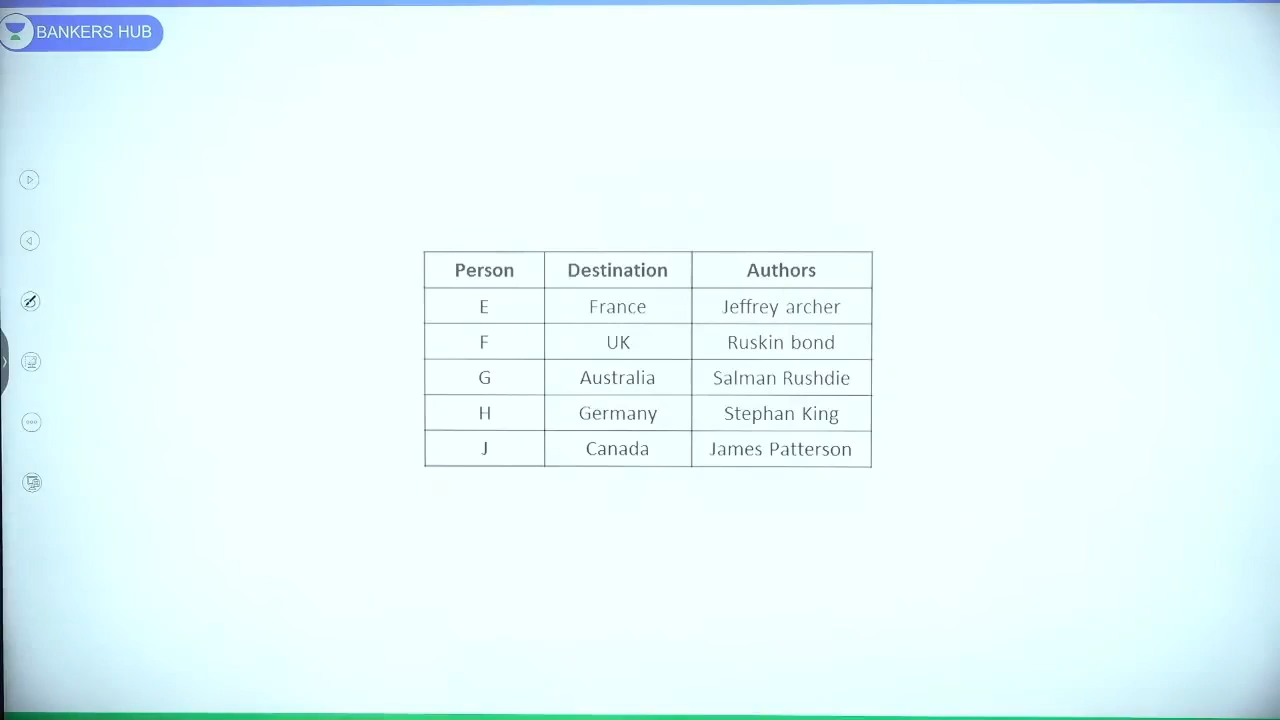 BANKERS HUB
Person Destination Authors
E France Jeffrey archer
F UK Ruskin bond
G Australia Salman Rushdie
H Germany Stephan King
J Canada James Patterson